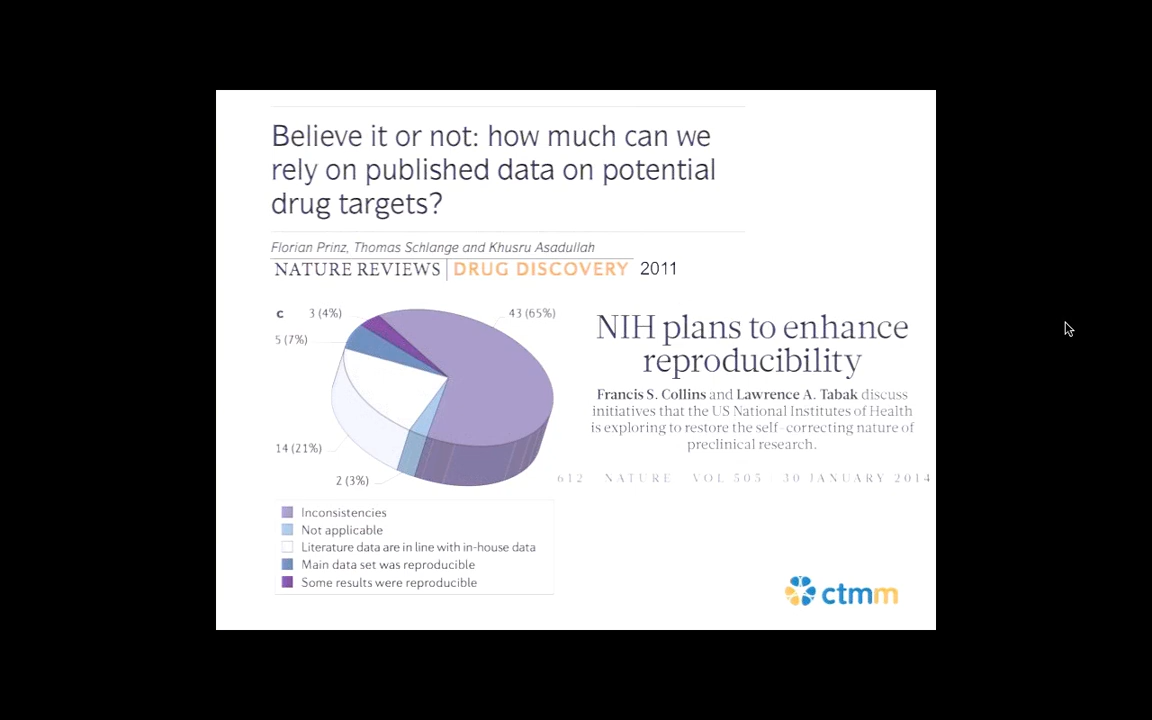 Believe it or not: how much can we
rely on published data on potential
drug targets?
Florian Prinz, Thomas Schlange and Khusru Asadullah
NATURE REVIEWS | DRUG DISCOVERY 2011
c
3 (4%)
43 (65%)
5 (7%)
14 (21%)
2 (3%)
Inconsistencies
Not applicable
Literature data are in line with in-house data
Main data set was reproducible
Some results were reproducible
NIH plans to enhance
reproducibility
Francis S. Collins and Lawrence A. Tabak discuss
initiatives that the US National Institutes of Health
is exploring to restore the self-correcting nature of
preclinical research.
612 NATURE VOL 505 30 JANUARY 2014
ctmm